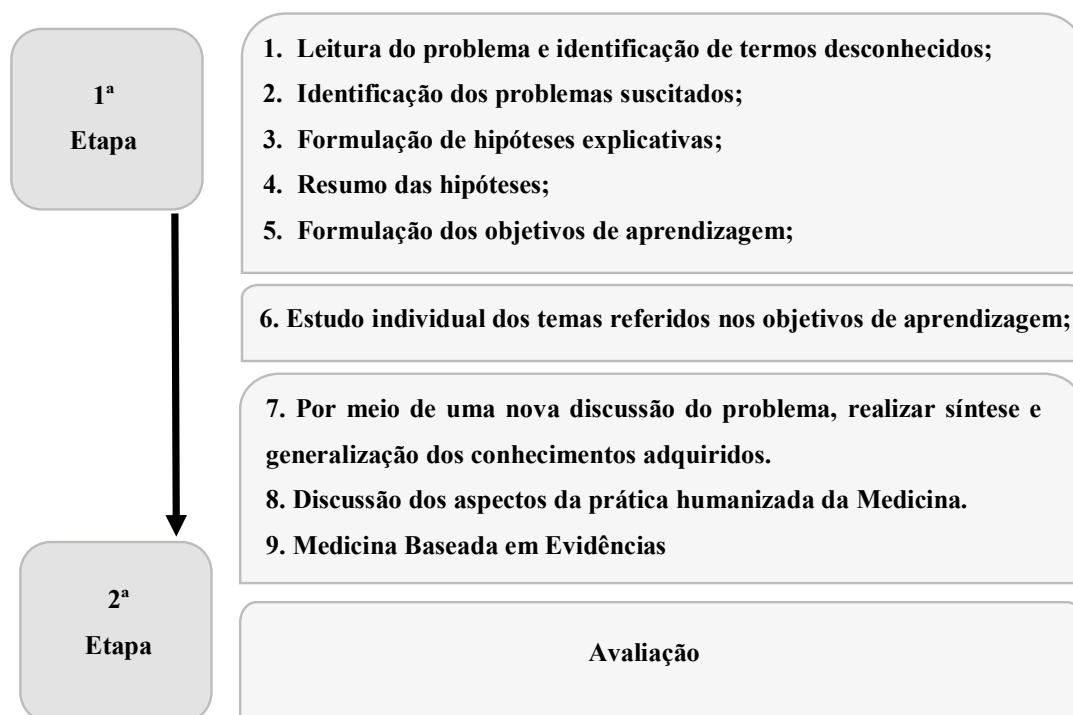 1ª
Etapa
1. Leitura do problema e identificação de termos desconhecidos;
2. Identificação dos problemas suscitados;
3. Formulação de hipóteses explicativas;
4. Resumo das hipóteses;
5. Formulação dos objetivos de aprendizagem;
6. Estudo individual dos temas referidos nos objetivos de aprendizagem;
7. Por meio de uma nova discussão do problema, realizar síntese e
generalização dos conhecimentos adquiridos.
8. Discussão dos aspectos da prática humanizada da Medicina.
9. Medicina Baseada em Evidências
2ª
Etapa
Avaliação